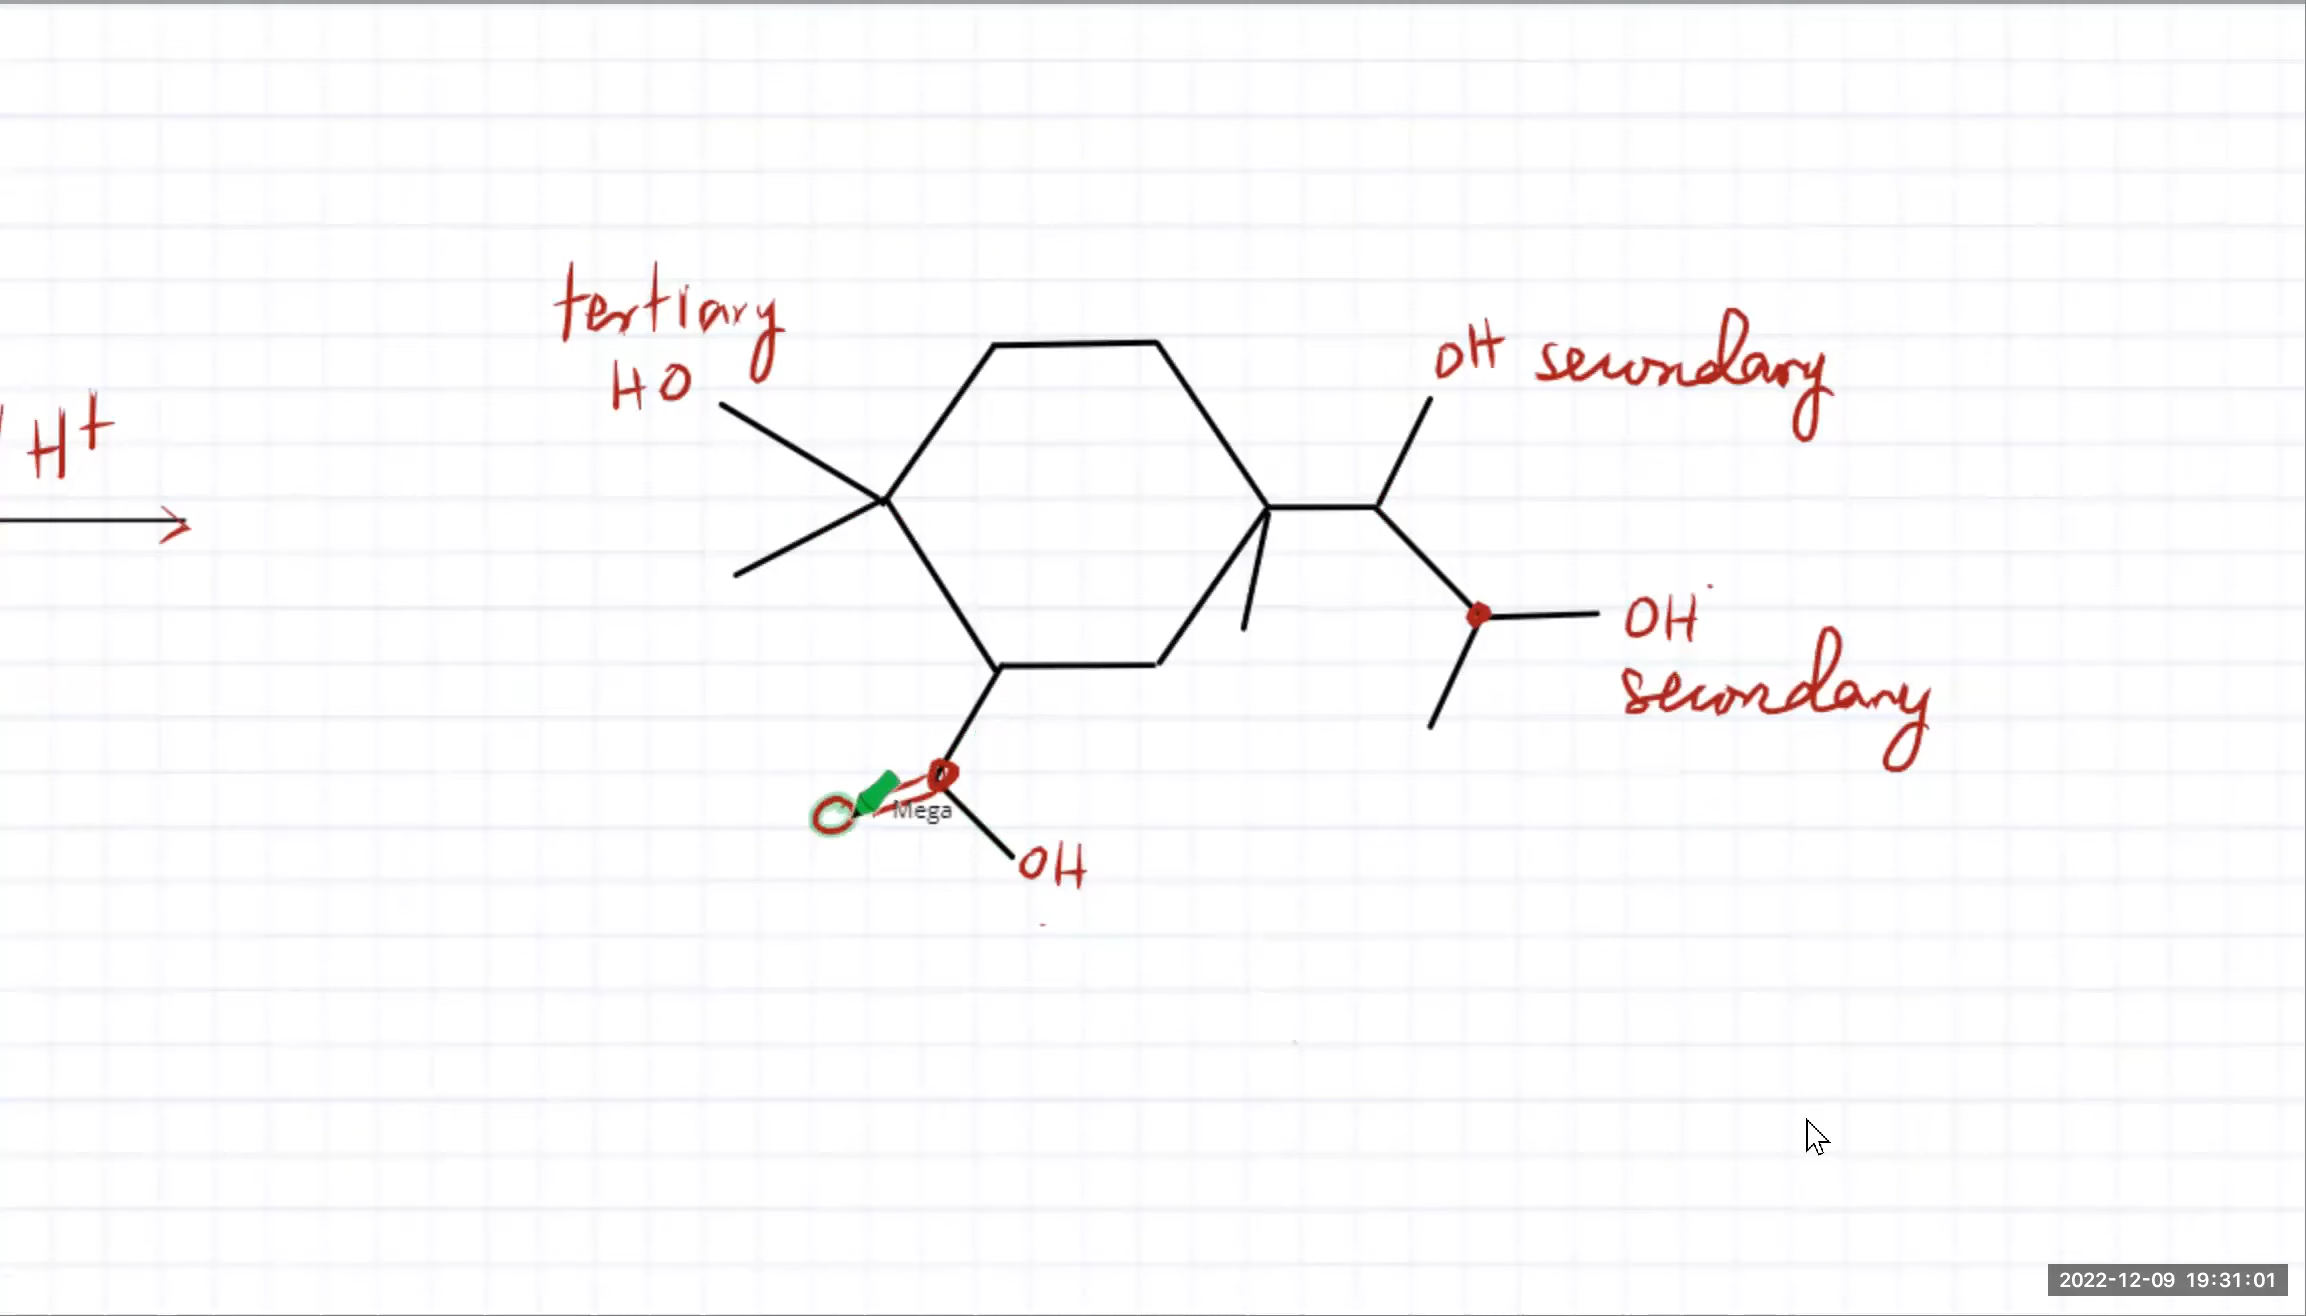 tertiary
HO
OH secondary
H+
OH
secondary
O
Mega
OH
2022-12-09 19:31:01